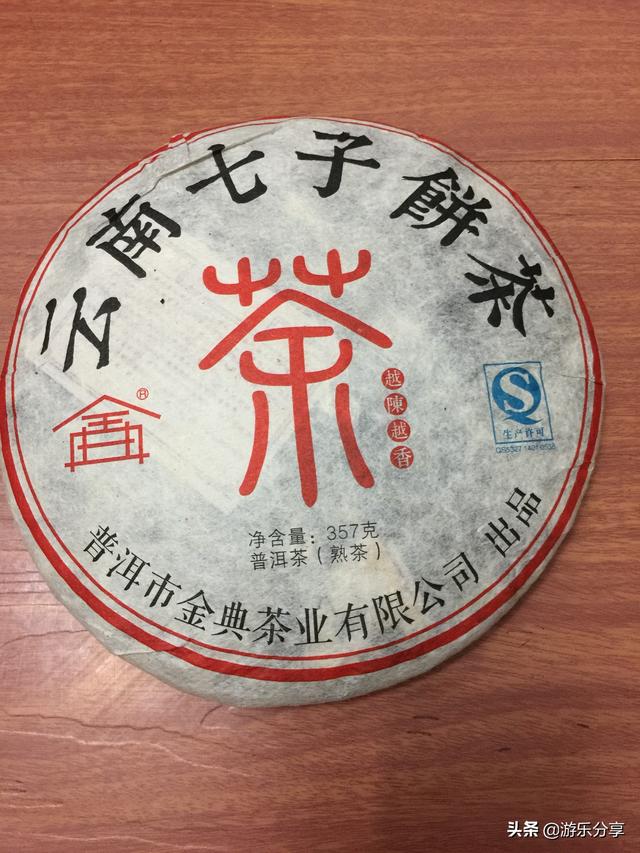 云南七子餅茶
茶
越陳越香
®
生产许可
净含量：357克
普洱茶（熟茶）
普洱市金典茶业有限公司 出品
头条 @游乐分享